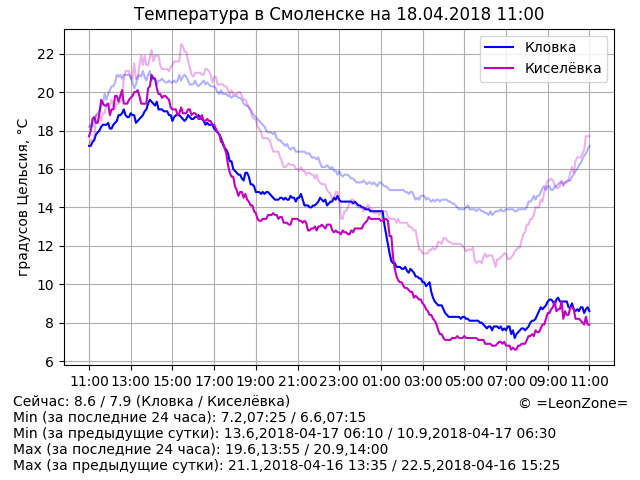 Температура в Смоленске на 18.04.2018 11:00
градусов Цельсия, °C
22
20
18
16
14
12
10
8
6
Кловка
Киселёвка
11:00 13:00 15:00 17:00 19:00 21:00 23:00 01:00 03:00 05:00 07:00 09:00 11:00
Сейчас: 8.6 / 7.9 (Кловка / Киселёвка)
© =LeonZone=
Min (за последние 24 часа): 7.2,07:25 / 6.6,07:15
Min (за предыдущие сутки): 13.6,2018-04-17 06:10 / 10.9,2018-04-17 06:30
Max (за последние 24 часа): 19.6,13:55 / 20.9,14:00
Max (за предыдущие сутки): 21.1,2018-04-16 13:35 / 22.5,2018-04-16 15:25